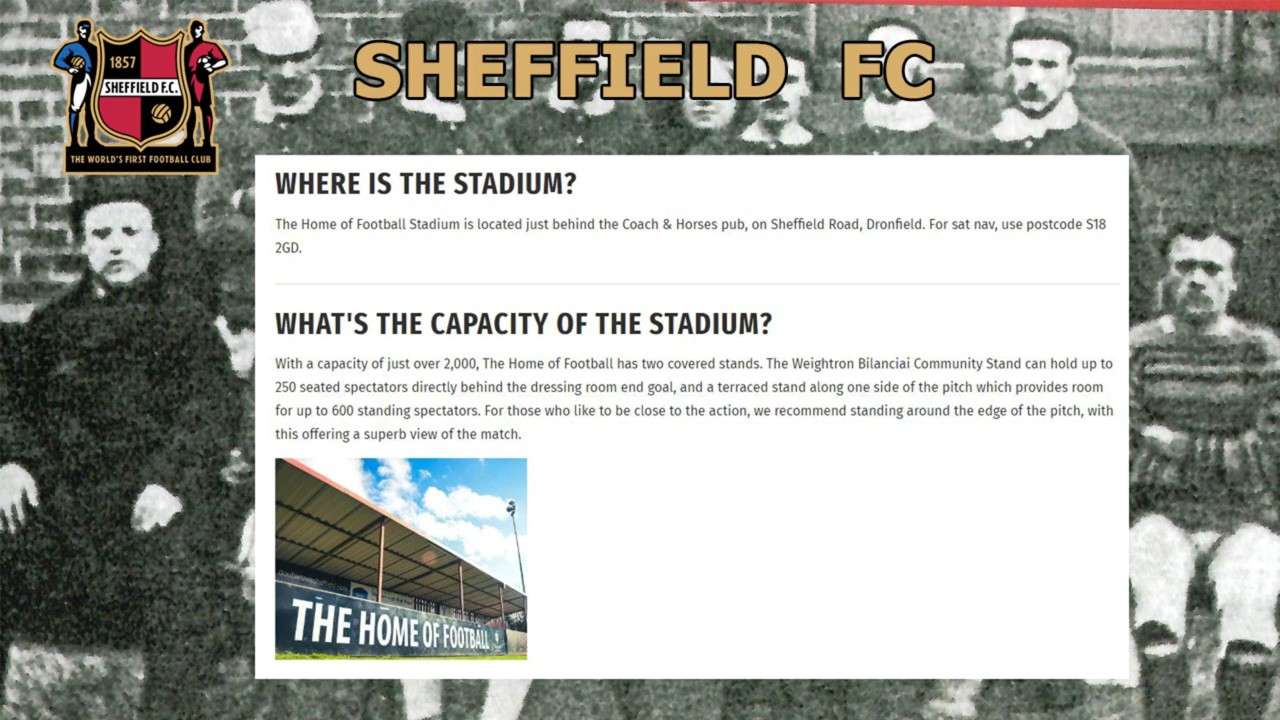 1857
SHEFFIELD F.C.
THE WORLD'S FIRST FOOTBALL CLUB
SHEFFIELD FC
WHERE IS THE STADIUM?
The Home of Football Stadium is located just behind the Coach & Horses pub, on Sheffield Road, Dronfield. For sat nav, use postcode S18
2GD.
WHAT'S THE CAPACITY OF THE STADIUM?
With a capacity of just over 2,000, The Home of Football has two covered stands. The Weightron Bilanciai Community Stand can hold up to
250 seated spectators directly behind the dressing room end goal, and a terraced stand along one side of the pitch which provides room
for up to 600 standing spectators. For those who like to be close to the action, we recommend standing around the edge of the pitch, with
this offering a superb view of the match.
THE HOME OF FOOTBALL